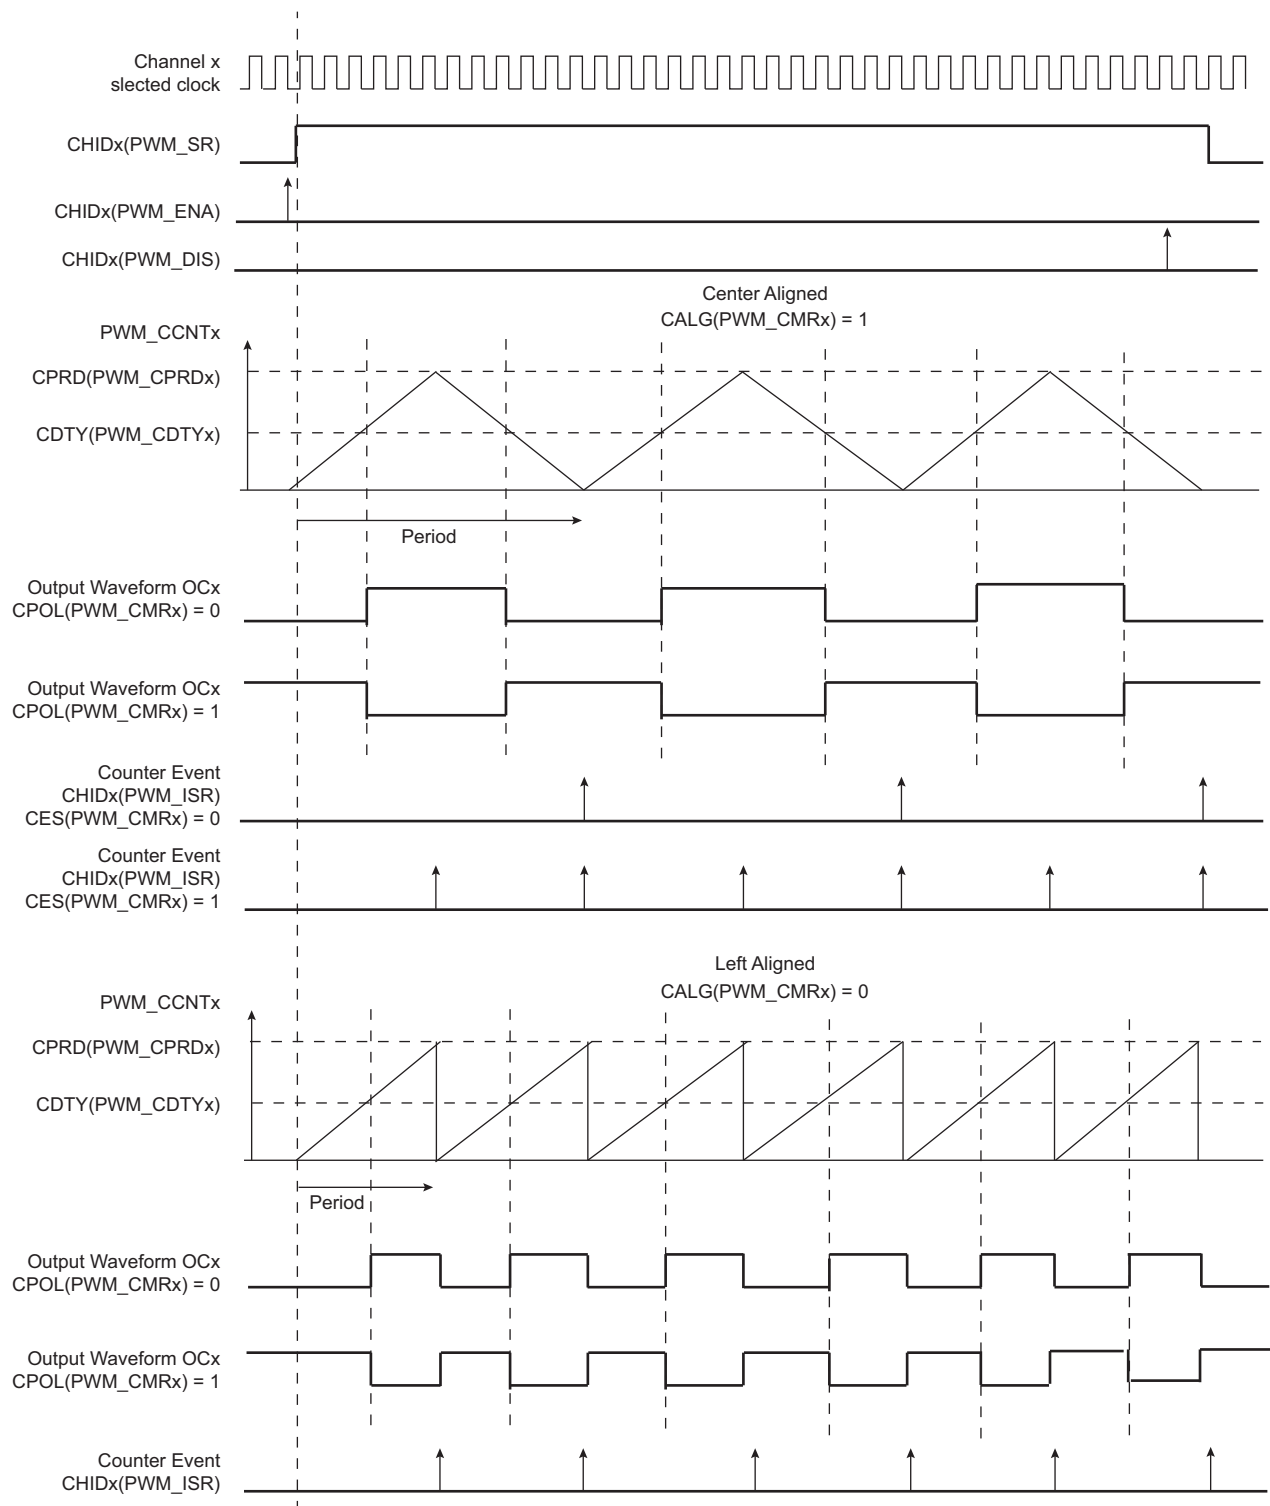 Channel x
slected clock
CHIDx(PWM_SR)
CHIDx(PWM_ENA)
CHIDx(PWM_DIS)
Center Aligned
CALG(PWM_CMRx) = 1
PWM_CCNTx
CPRD(PWM_CPRDx)
CDTY(PWM_CDTYx)
Period
Output Waveform OCx
CPOL(PWM_CMRx) = 0
Output Waveform OCx
CPOL(PWM_CMRx) = 1
Counter Event
CHIDx(PWM_ISR)
CES(PWM_CMRx) = 0
Counter Event
CHIDx(PWM_ISR)
CES(PWM_CMRx) = 1
Left Aligned
CALG(PWM_CMRx) = 0
PWM_CCNTx
CPRD(PWM_CPRDx)
CDTY(PWM_CDTYx)
Period
Output Waveform OCx
CPOL(PWM_CMRx) = 0
Output Waveform OCx
CPOL(PWM_CMRx) = 1
Counter Event
CHIDx(PWM_ISR)